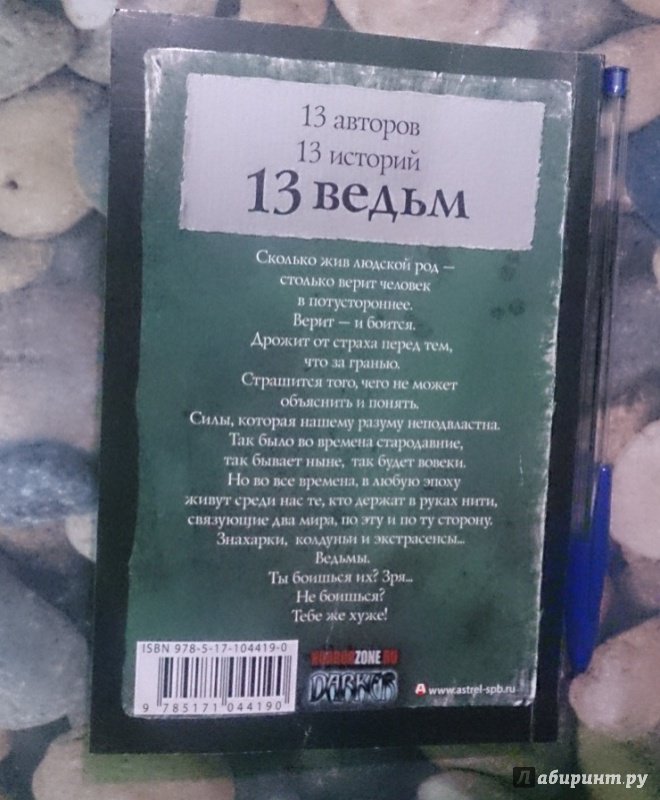 13 авторов
13 историй
13 ведьм
Сколько жив людской род —
столько верит человек
в потустороннее.
Верит — и боится.
Дрожит от страха перед тем,
что за гранью.
Страшится того, чего не может
объяснить и понять.
Силы, которая нашему разуму неподвластна.
Так было во времена стародавние,
так бывает ныне, так будет вовеки.
Но во все времена, в любую эпоху
живут среди нас те, кто держат в руках нити,
связующие два мира, по эту и по ту сторону.
Знахарки, колдуньи и экстрасенсы...
Ведьмы.
Ты боишься их? Зря...
Не боишься?
Тебе же хуже!
ISBN 978-5-17-104419-0
9 785171 044190
HORRORZONE.RU
DARKER
A www.astrel-spb.ru
Лабиринт.ру